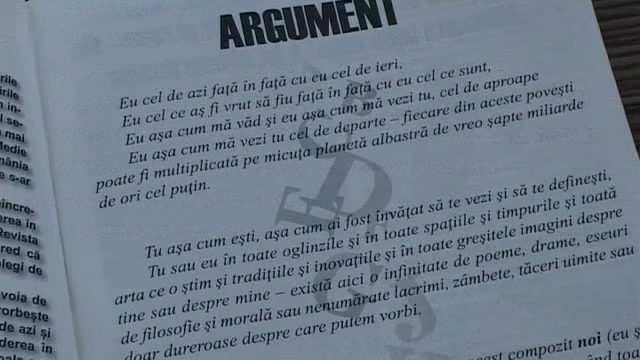 ARGUMENT
Eu cel de azi față în față cu eu cel de ieri,
Eu cel ce aș fi vrut să fiu față în față cu eu cel ce sunt,
Eu așa cum mă văd și eu așa cum mă vezi tu, cel de aproape
Eu așa cum mă vezi tu cel de departe – fiecare din aceste povești
poate fi multiplicată pe micuța planetă albastră de vreo șapte miliarde
de ori cel puțin.
Tu așa cum ești, așa cum ai fost învățat să te vezi și să te definești,
Tu sau eu în toate oglinzile și în toate spațiile și timpurile și toată
arta ce o știm și tradițiile și inovațiile și în toate greșitele imagini despre
tine sau despre mine – există aici o infinitate de poeme, drame, eseuri
de filosofie și morală sau nenumărate lacrimi, zâmbete, tăceri uimite sau
doar dureroase despre care putem vorbi.
compozit noi (eu ș